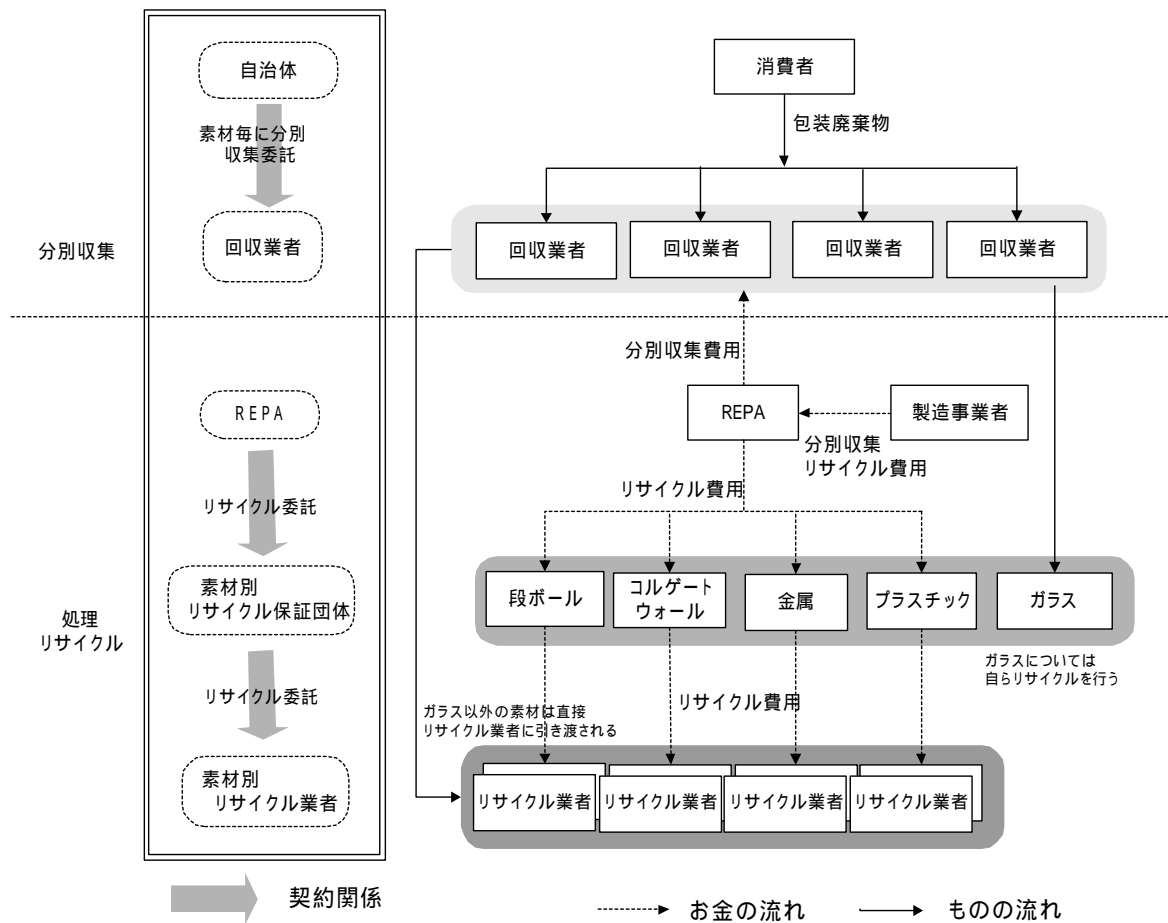 自治体
素材毎に分別
収集委託
回収業者
分別収集
REPA
リサイクル委託
素材別
リサイクル保証団体
処理
リサイクル
リサイクル委託
素材別
リサイクル業者
消費者
包装廃棄物
回収業者
回収業者
回収業者
回収業者
分別収集費用
REPA
製造事業者
分別収集
リサイクル費用
リサイクル費用
段ボール
コルゲート
ウォール
金属
プラスチック
ガラス
ガラスについては
自らリサイクルを行う
リサイクル費用
ガラス以外の素材は直接
リサイクル業者に引き渡される
リサイクル業者
リサイクル業者
リサイクル業者
リサイクル業者
契約関係
お金の流れ
ものの流れ